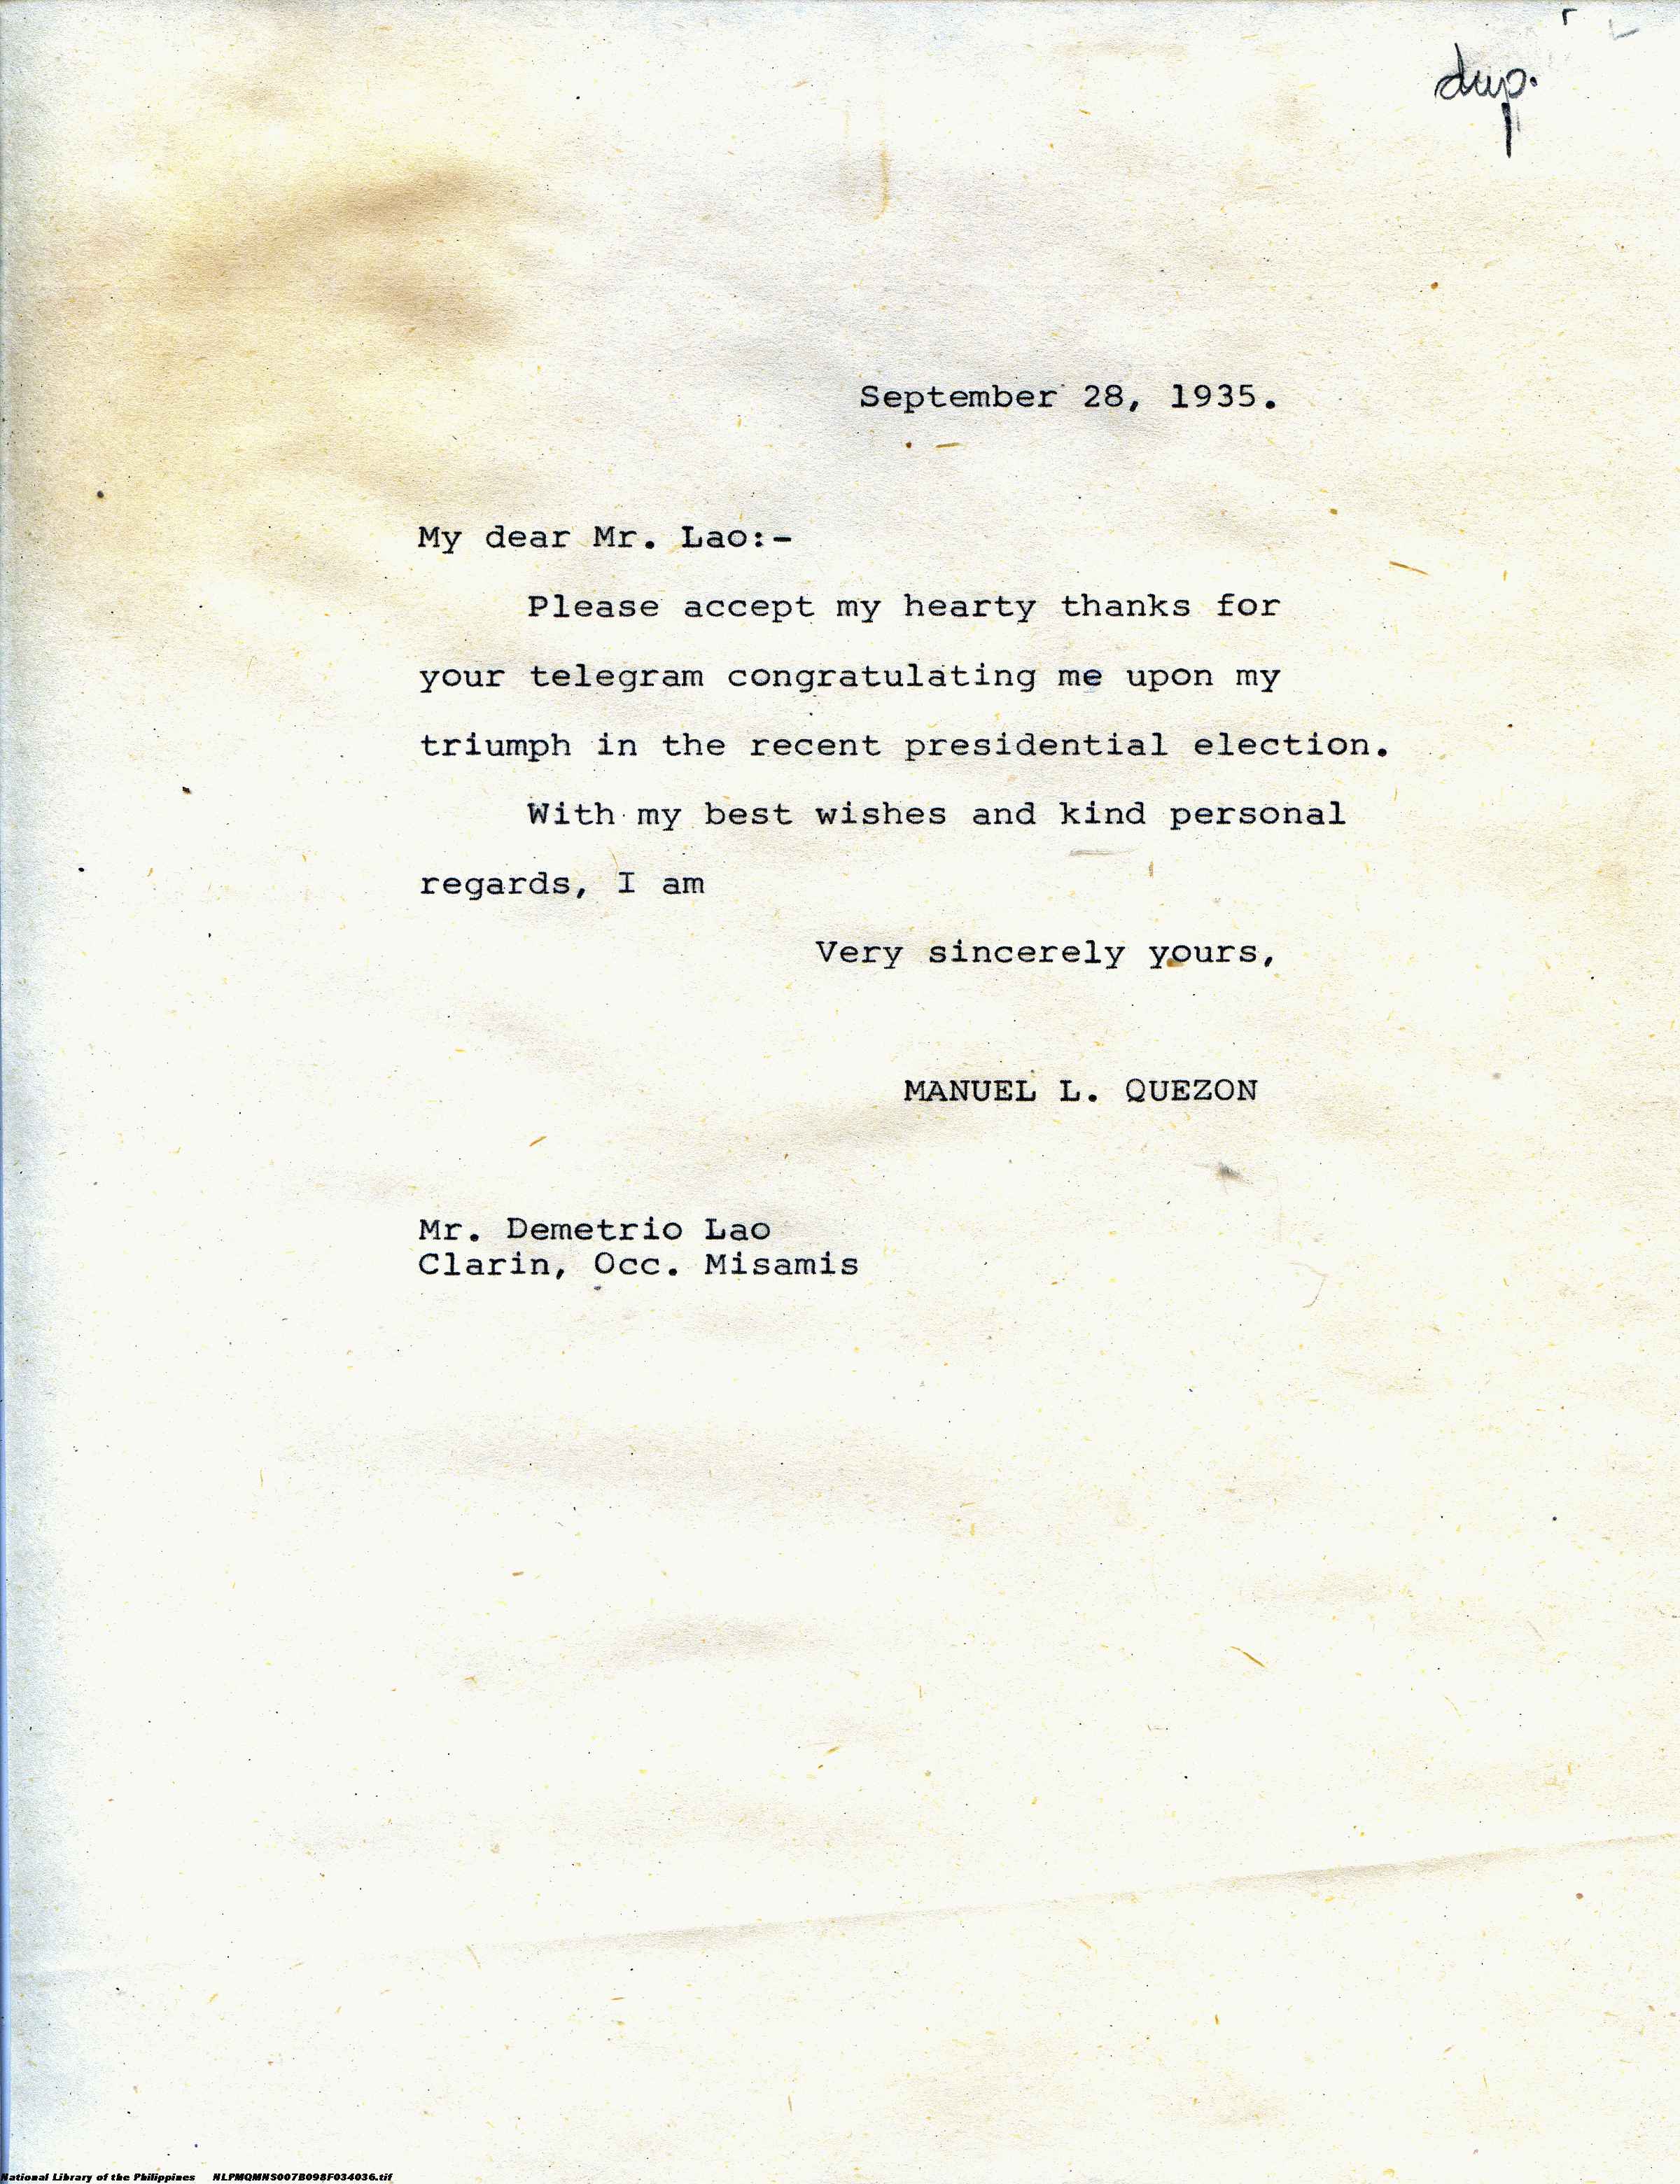 dup.
September 28, 1935.
My dear Mr. Lao:-
Please accept my hearty thanks for
your telegram congratulating me upon my
triumph in the recent presidential election.
With my best wishes and kind personal
regards, I am
Very sincerely yours,
MANUEL L. QUEZON
Mr. Demetrio Lao
Clarin, Occ. Misamis
National Library of the Philippines NLPMQMNS007B098F034036.tif